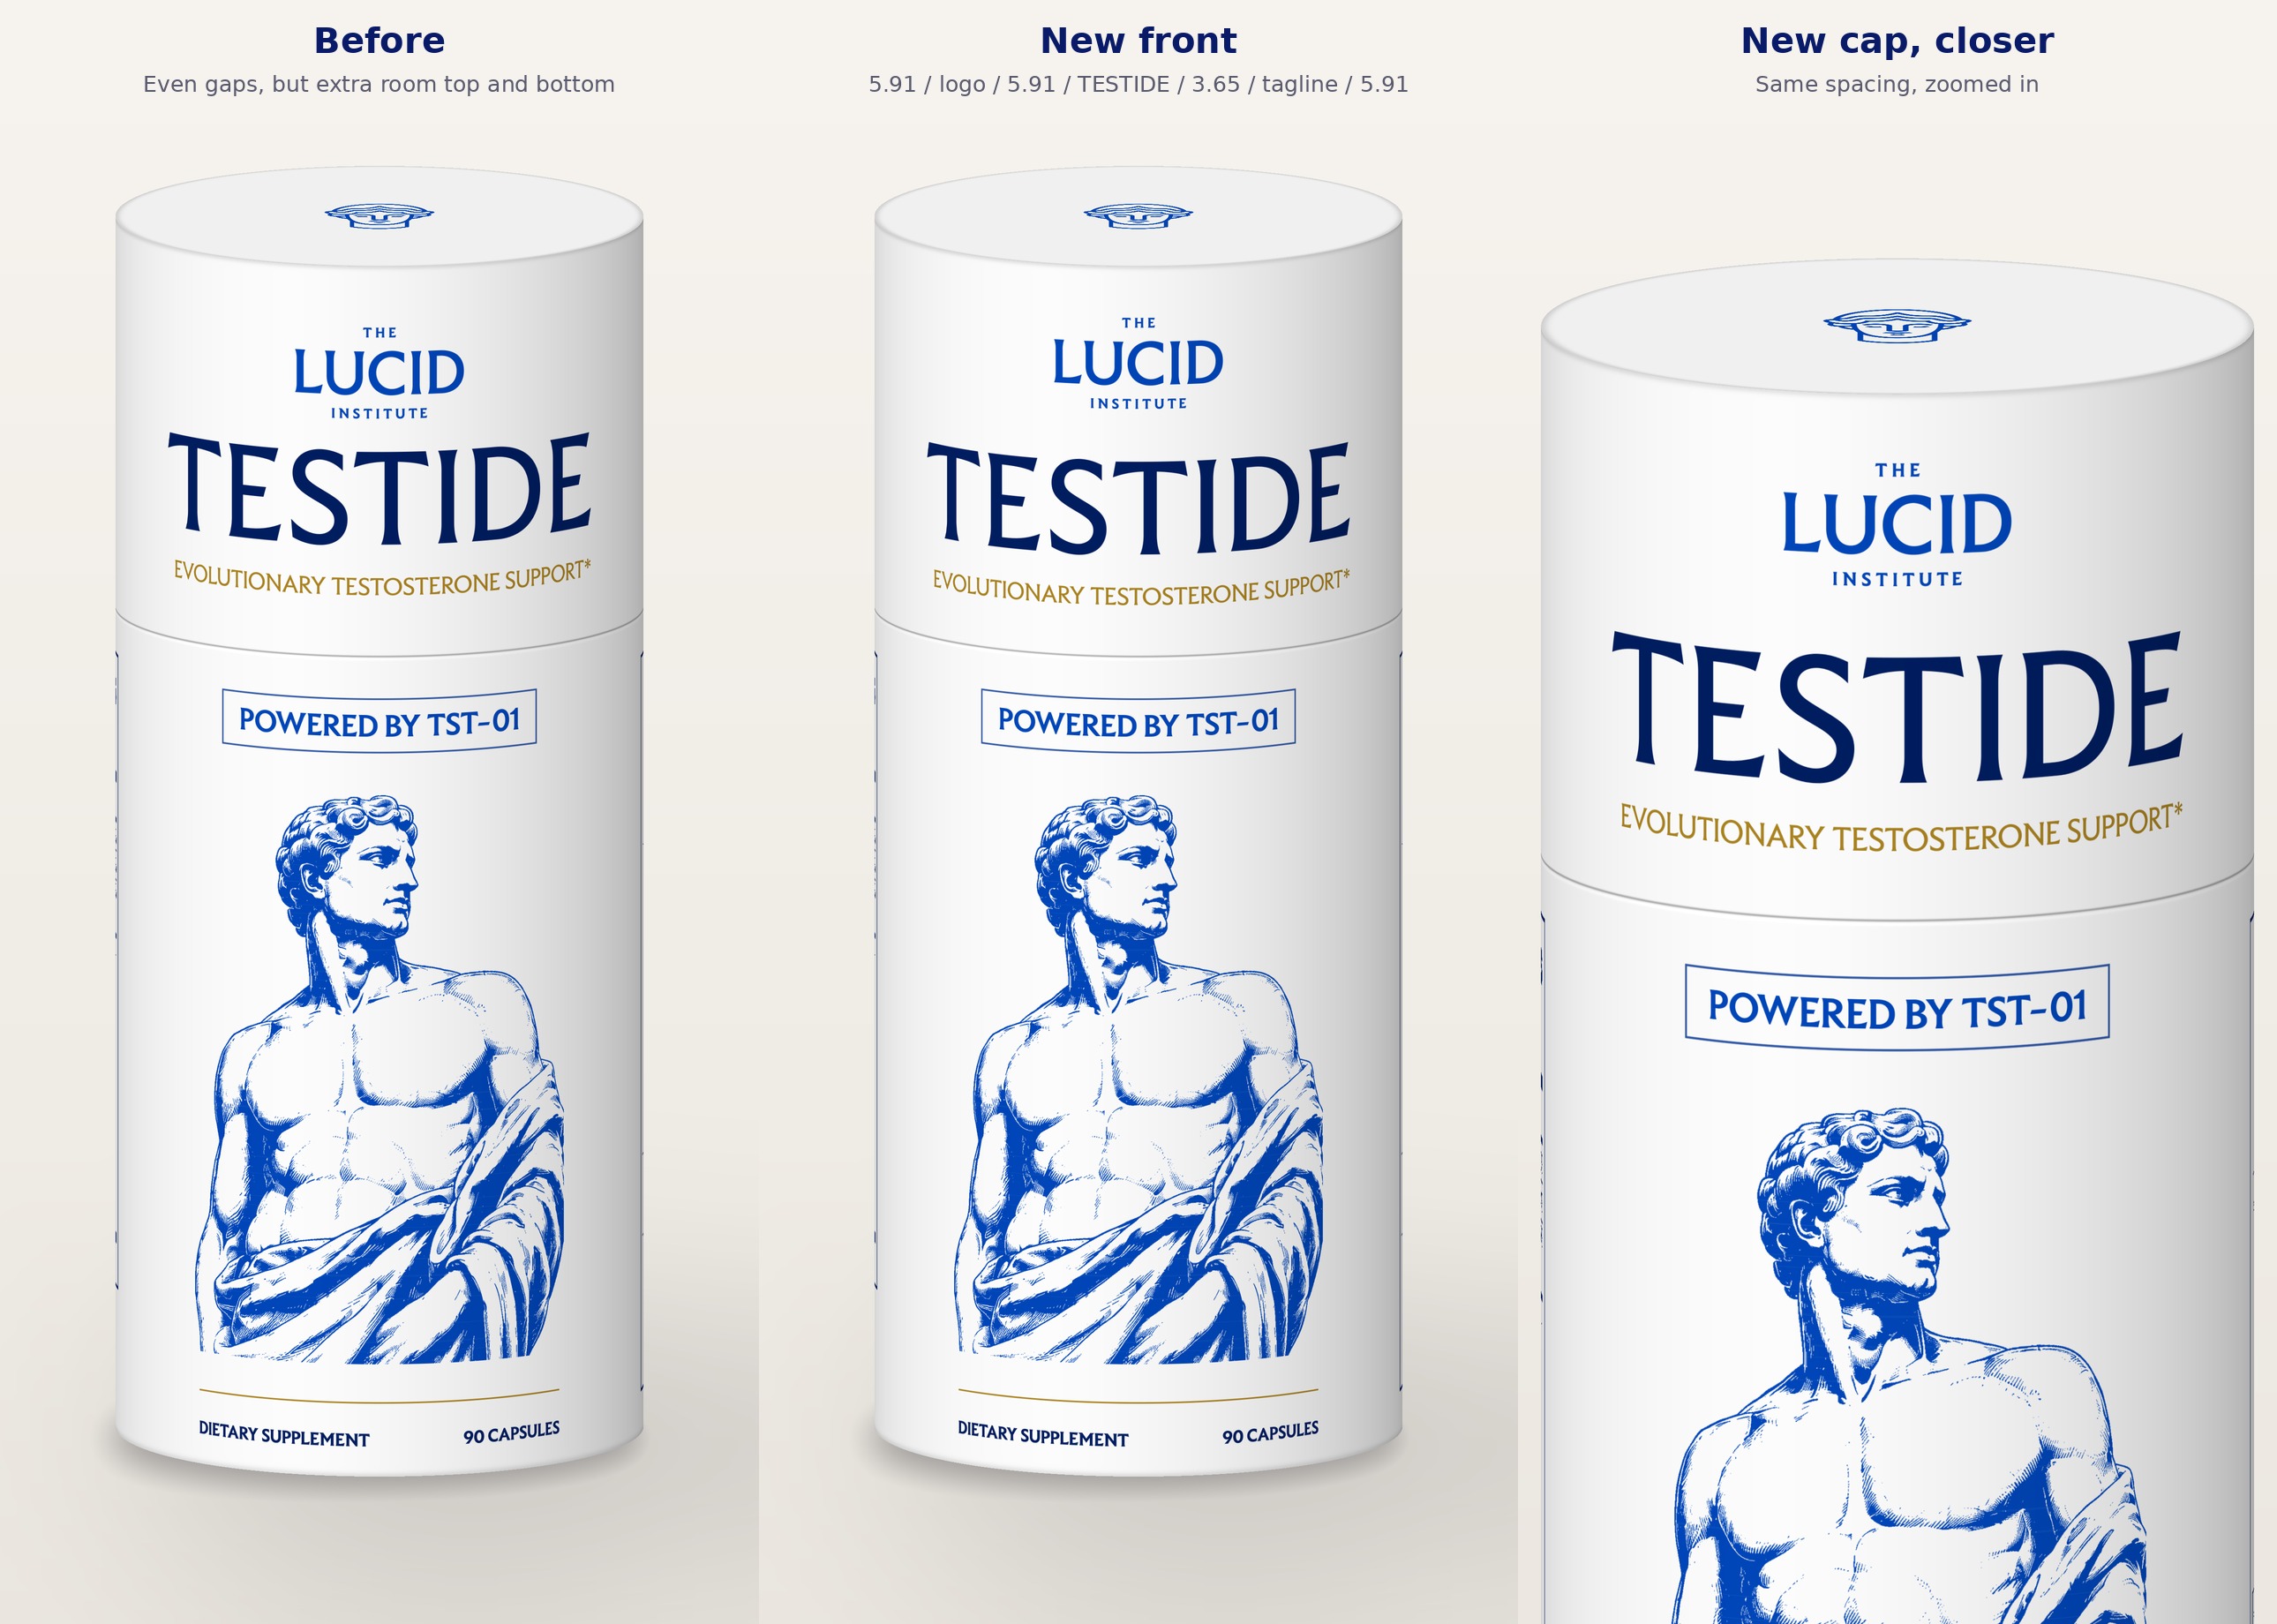 Before
Even gaps, but extra room top and bottom
THE
LUCID
INSTITUTE
TESTIDE
EVOLUTIONARY TESTOSTERONE SUPPORT*
POWERED BY TST-01
DIETARY SUPPLEMENT
90 CAPSULES
New front
5.91 / logo / 5.91 / TESTIDE / 3.65 / tagline / 5.91
THE
LUCID
INSTITUTE
TESTIDE
EVOLUTIONARY TESTOSTERONE SUPPORT*
POWERED BY TST-01
DIETARY SUPPLEMENT
90 CAPSULES
New cap, closer
Same spacing, zoomed in
THE
LUCID
INSTITUTE
TESTIDE
EVOLUTIONARY TESTOSTERONE SUPPORT*
POWERED BY TST-01